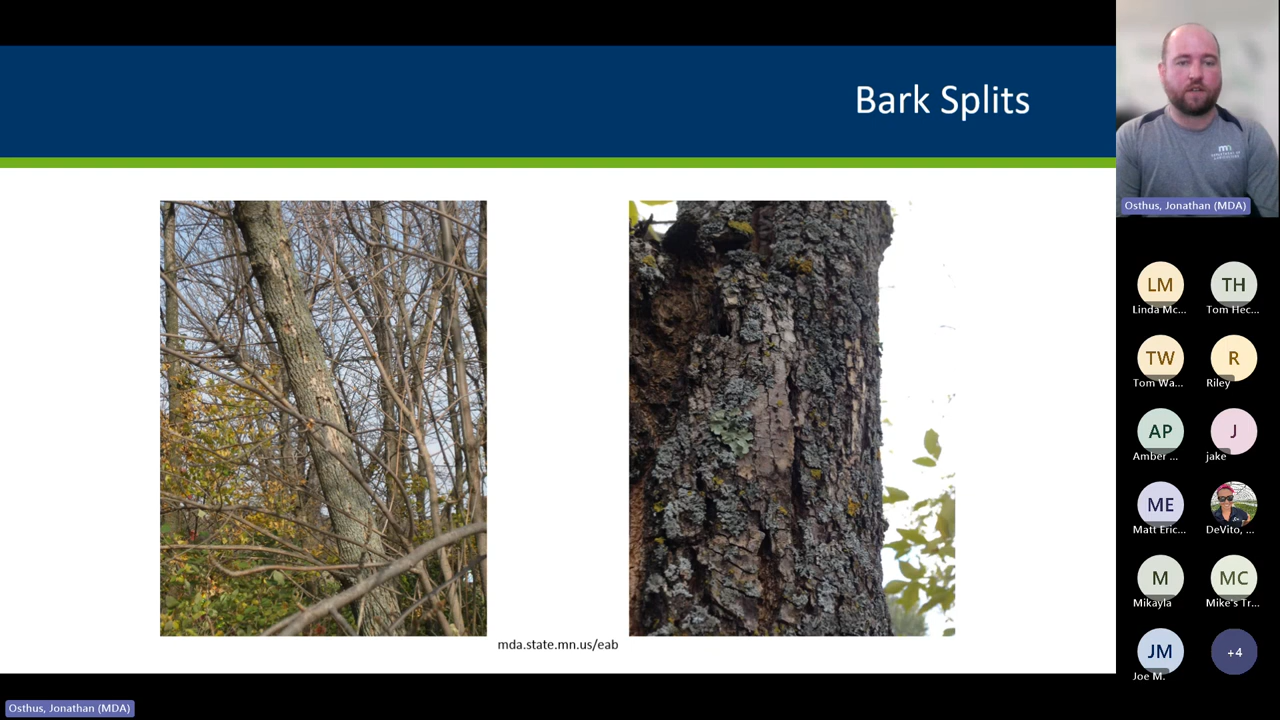 Bark Splits
mda.state.mn.us/eab
Osthus, Jonathan (MDA)
LM
Linda Mc...
TH
Tom Hec...
TW
Tom Wa...
R
Riley
AP
Amber ...
J
jake
ME
Matt Eric...
DeVito, ...
M
Mikayla
MC
Mike's Tr...
JM
Joe M.
+4
Osthus, Jonathan (MDA)